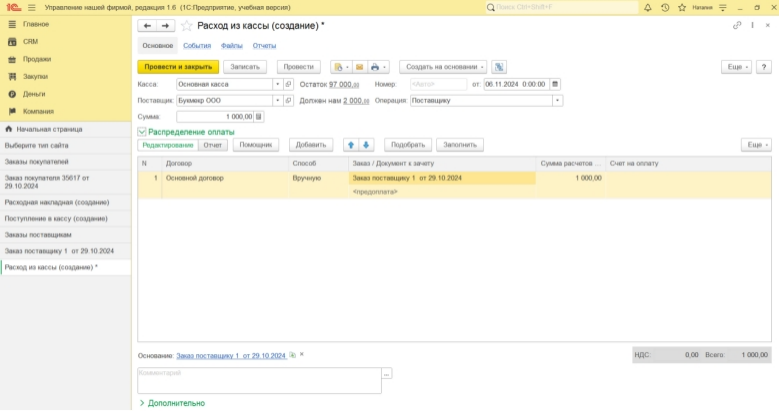 1C Управление нашей фирмой, редакция 1.6 (1С:Предприятие, учебная версия) Поиск Ctrl+Shift+F Наталия
Главное
CRM
Продажи
Закупки
Деньги
Компания
Начальная страница
Выберите тип сайта
Заказы покупателей
Заказ покупателя 35617 от
29.10.2024
Расходная накладная (создание)
Поступление в кассу (создание)
Заказы поставщикам
Заказ поставщику 1 от 29.10.2024
Расход из кассы (создание) *
Расход из кассы (создание) *
Основное События Файлы Отчеты
Провести и закрыть Записать Провести Создать на основании Еще ?
Касса: Основная касса Остаток 97 000,00 Номер: <Авто> от: 06.11.2024 0:00:00
Поставщик: Букмекр ООО Должен нам 2 000,00 Операция: Поставщику
Сумма: 1 000,00
Распределение оплаты
Редактирование Отчет Помощник Добавить Подобрать Заполнить Еще
N Договор Способ Заказ / Документ к зачету Сумма расчетов ... Счет на оплату
1 Основной договор Вручную Заказ поставщику 1 от 29.10.2024 1 000,00
<предоплата>
Основание: Заказ поставщику 1 от 29.10.2024 НДС: 0,00 Всего: 1 000,00
Комментарий ...
Дополнительно